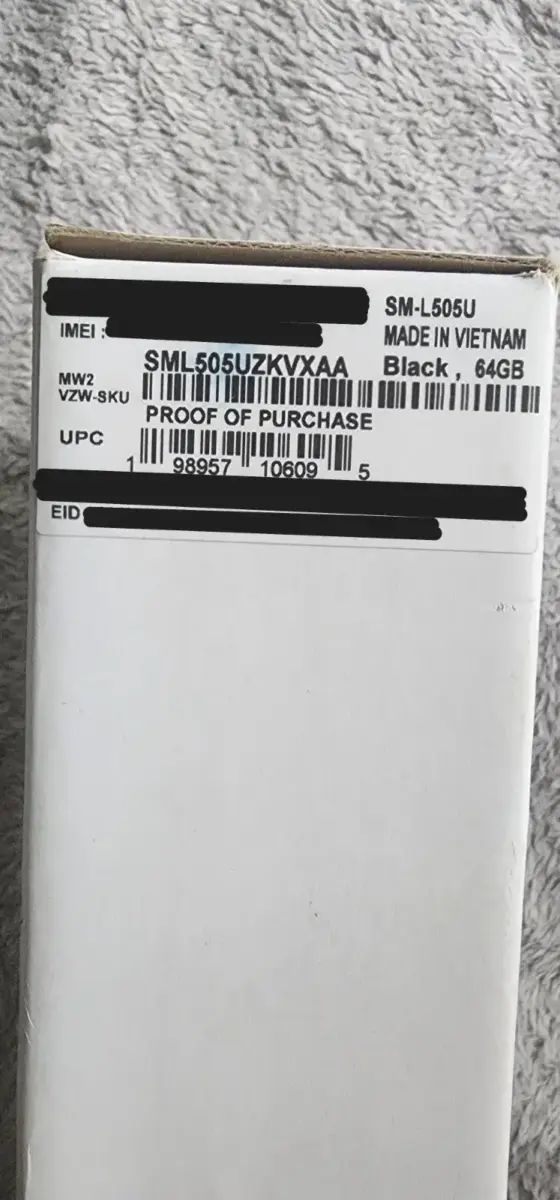 SM-L505U
IMEI :
MADE IN VIETNAM
SML505UZKVXAA
Black, 64GB
MW2
VZW-SKU
PROOF OF PURCHASE
UPC
1 98957 10609 5
EID